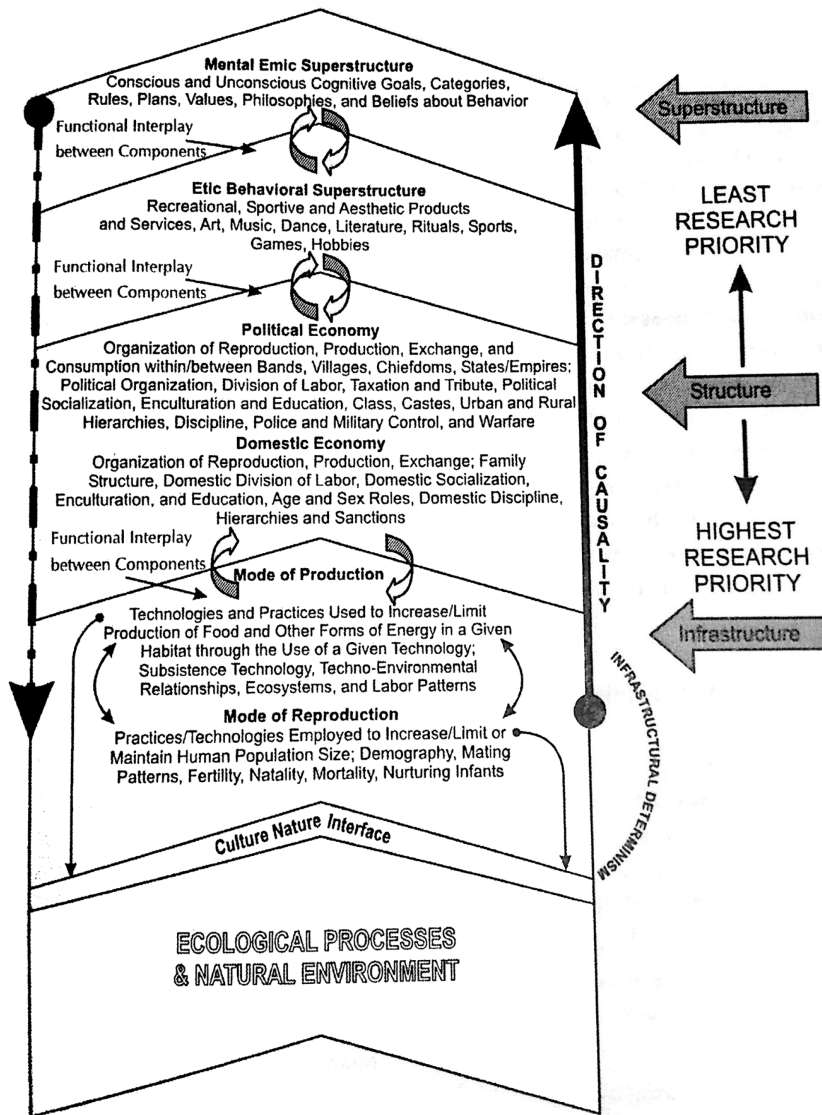 Mental Emic Superstructure
Conscious and Unconscious Cognitive Goals, Categories,
Rules, Plans, Values, Philosophies, and Beliefs about Behavior
Functional Interplay
between Components
Etic Behavioral Superstructure
Recreational, Sportive and Aesthetic Products
and Services, Art, Music, Dance, Literature, Rituals, Sports,
Games, Hobbies
Functional Interplay
between Components
Political Economy
Organization of Reproduction, Production, Exchange, and
Consumption within/between Bands, Villages, Chiefdoms, States/Empires;
Political Organization, Division of Labor, Taxation and Tribute, Political
Socialization, Enculturation and Education, Class, Castes, Urban and Rural
Hierarchies, Discipline, Police and Military Control, and Warfare
Domestic Economy
Organization of Reproduction, Production, Exchange; Family
Structure, Domestic Division of Labor, Domestic Socialization,
Enculturation, and Education, Age and Sex Roles, Domestic Discipline,
Hierarchies and Sanctions
Functional Interplay
between Components
Mode of Production
Technologies and Practices Used to Increase/Limit
Production of Food and Other Forms of Energy in a Given
Habitat through the Use of a Given Technology;
Subsistence Technology, Techno-Environmental
Relationships, Ecosystems, and Labor Patterns
Mode of Reproduction
Practices/Technologies Employed to Increase/Limit or
Maintain Human Population Size; Demography, Mating
Patterns, Fertility, Natality, Mortality, Nurturing Infants
Culture Nature Interface
ECOLOGICAL PROCESSES
& NATURAL ENVIRONMENT
DIRECTION OF CAUSALITY
INFRASTRUCTURAL DETERMINISM
Superstructure
LEAST
RESEARCH
PRIORITY
Structure
HIGHEST
RESEARCH
PRIORITY
Infrastructure